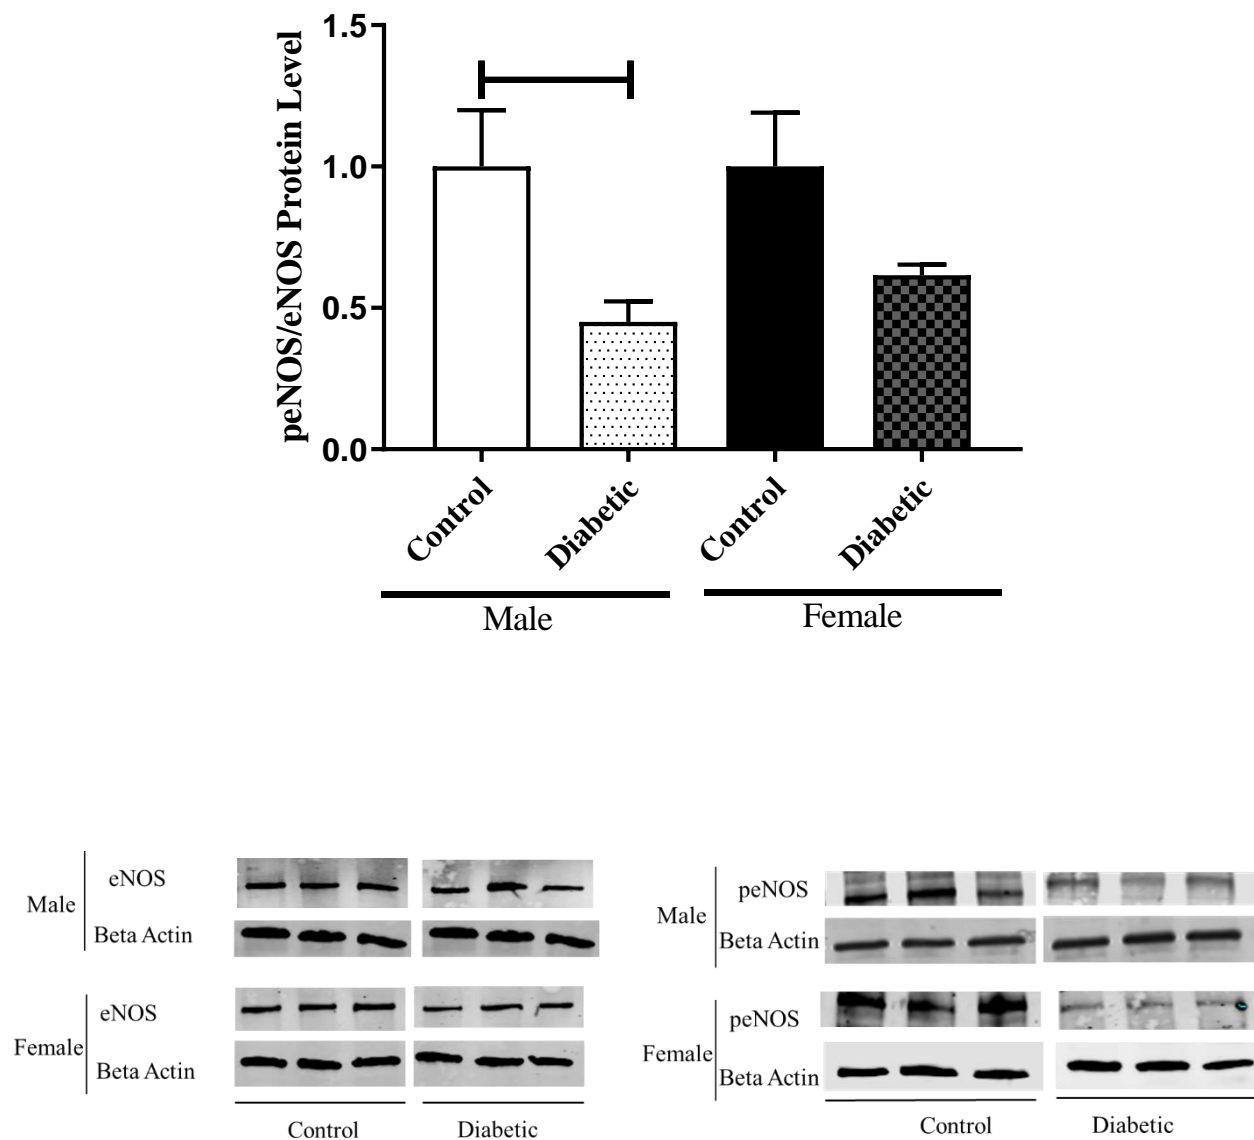 peNOS/eNOS Protein Level
1.5
1.0
0.5
0.0
Control
Diabetic
Control
Diabetic
Male
Female
Male
eNOS
Beta Actin
Female
eNOS
Beta Actin
Control
Diabetic
Male
peNOS
Beta Actin
Female
peNOS
Beta Actin
Control
Diabetic